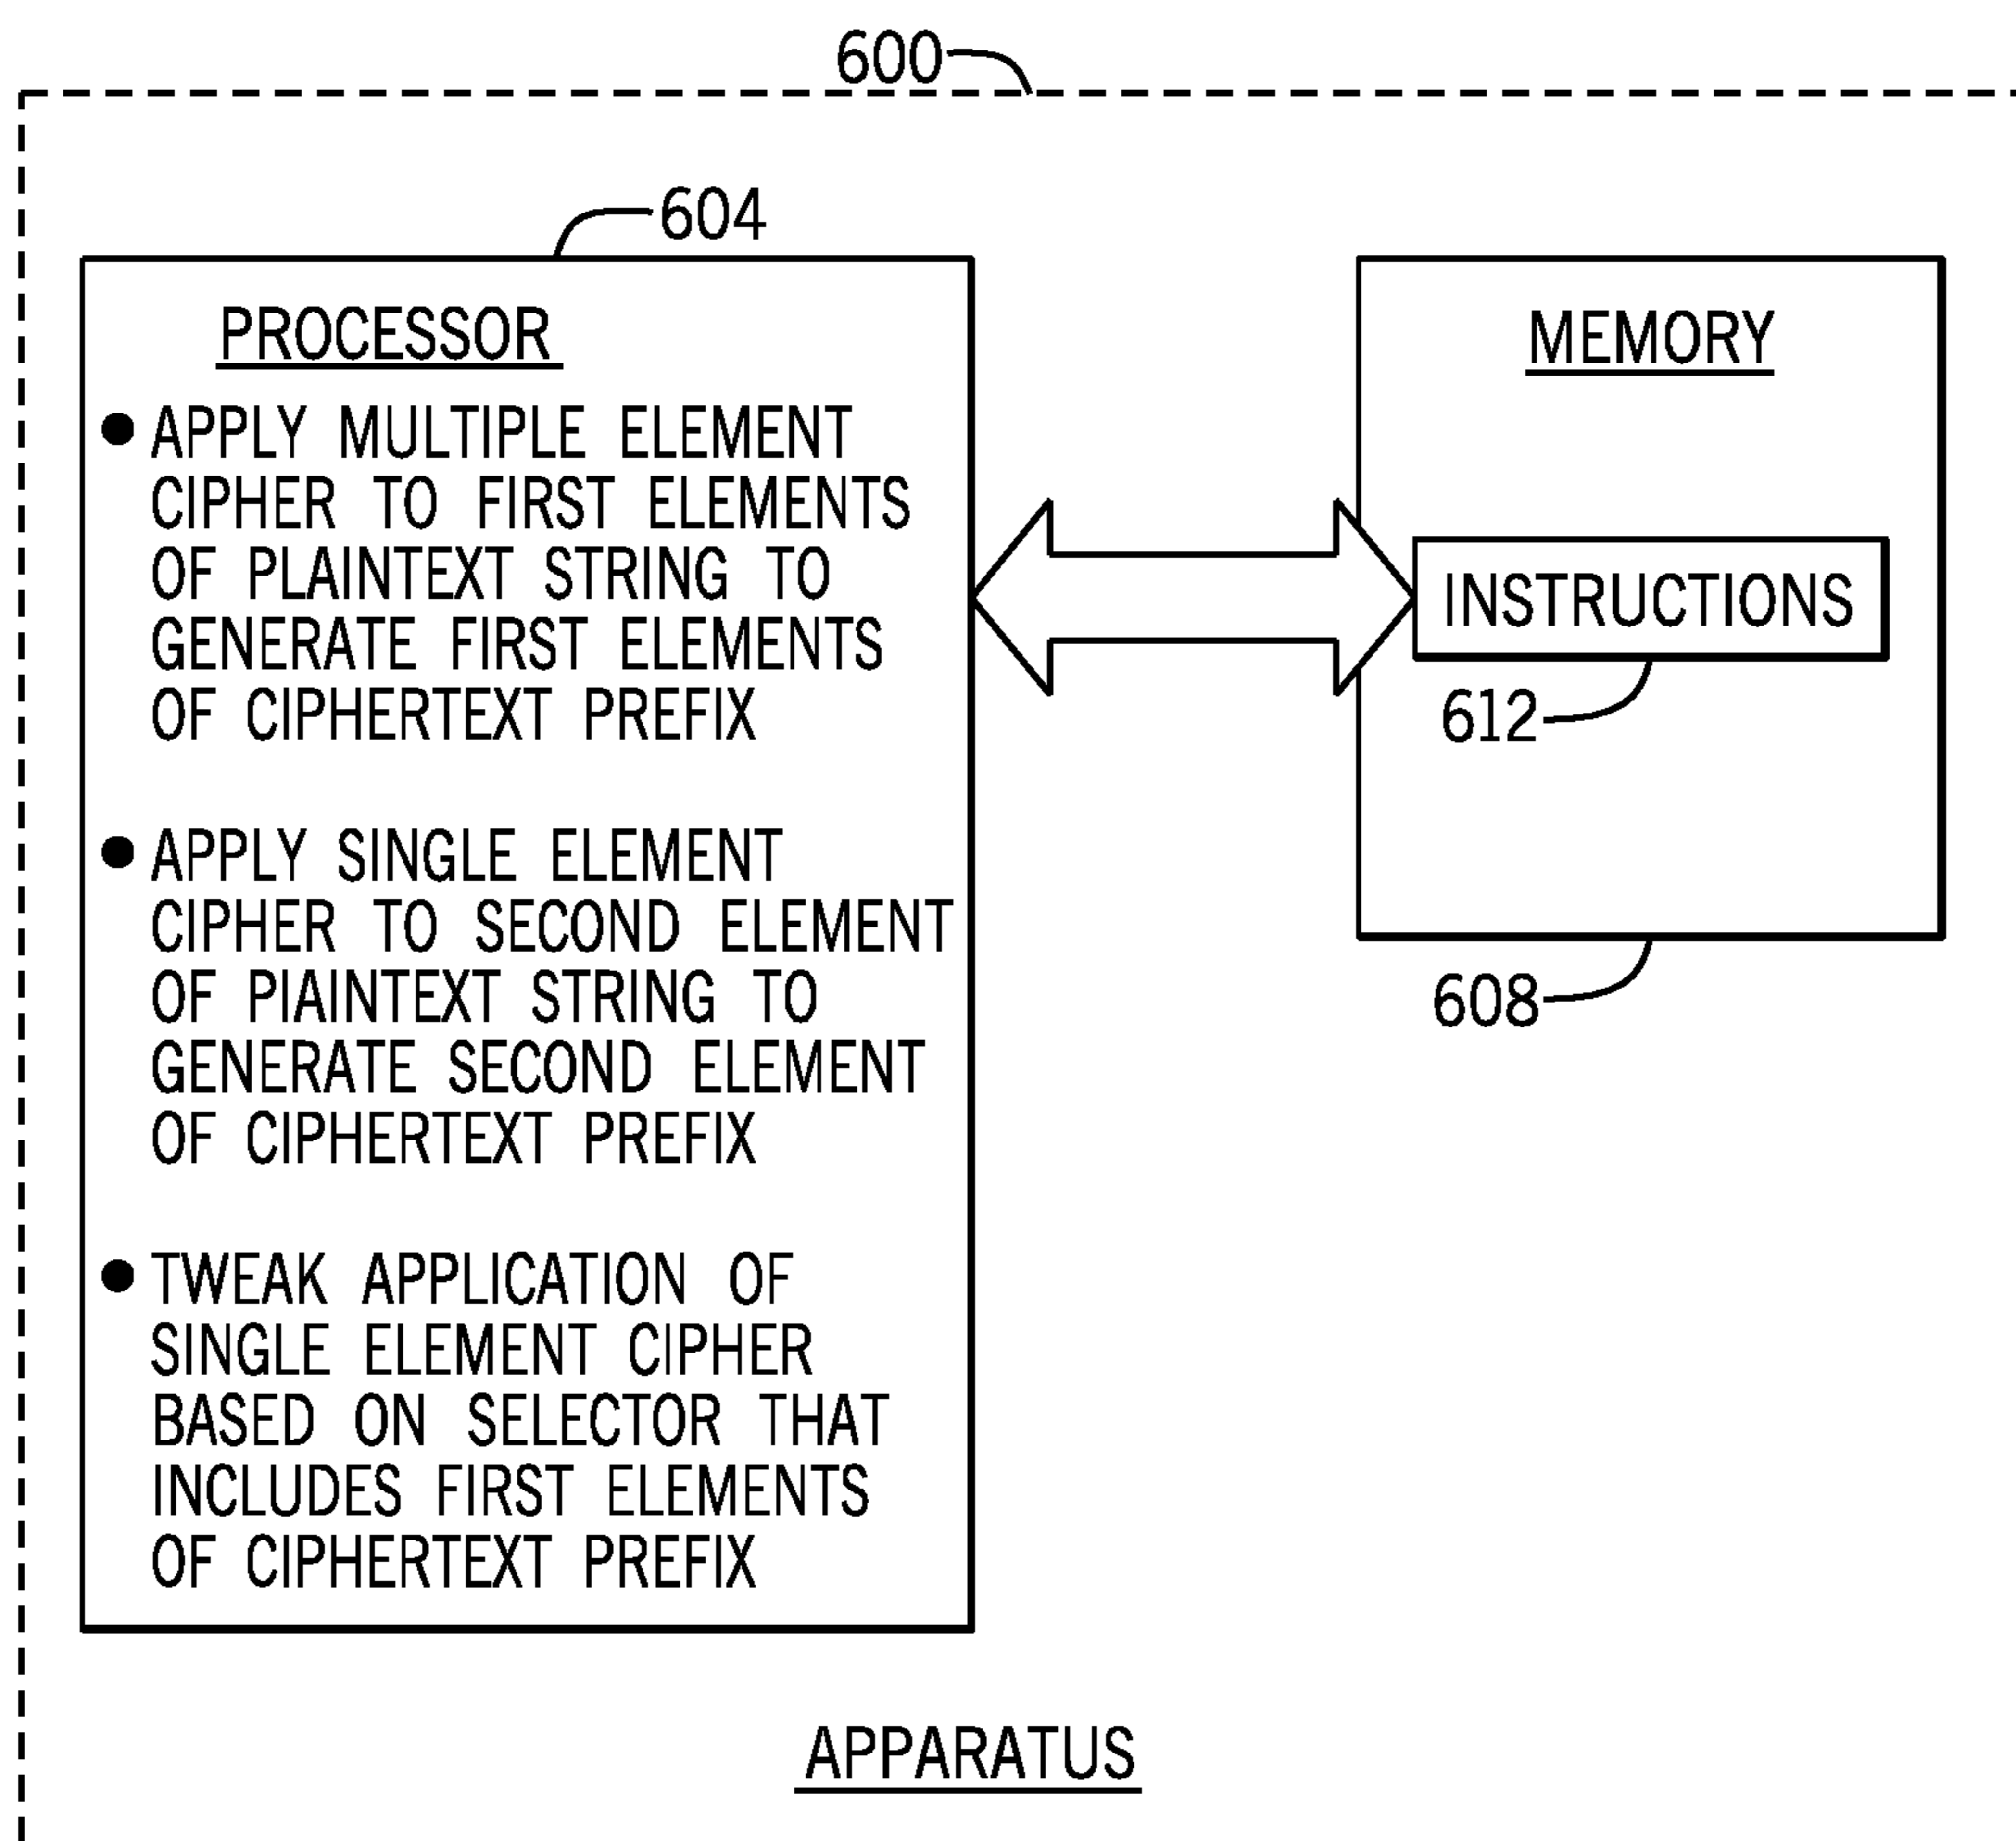 600
604
PROCESSOR
● APPLY MULTIPLE ELEMENT
CIPHER TO FIRST ELEMENTS
OF PLAINTEXT STRING TO
GENERATE FIRST ELEMENTS
OF CIPHERTEXT PREFIX
● APPLY SINGLE ELEMENT
CIPHER TO SECOND ELEMENT
OF PIAINTEXT STRING TO
GENERATE SECOND ELEMENT
OF CIPHERTEXT PREFIX
● TWEAK APPLICATION OF
SINGLE ELEMENT CIPHER
BASED ON SELECTOR THAT
INCLUDES FIRST ELEMENTS
OF CIPHERTEXT PREFIX
MEMORY
INSTRUCTIONS
612
608
APPARATUS